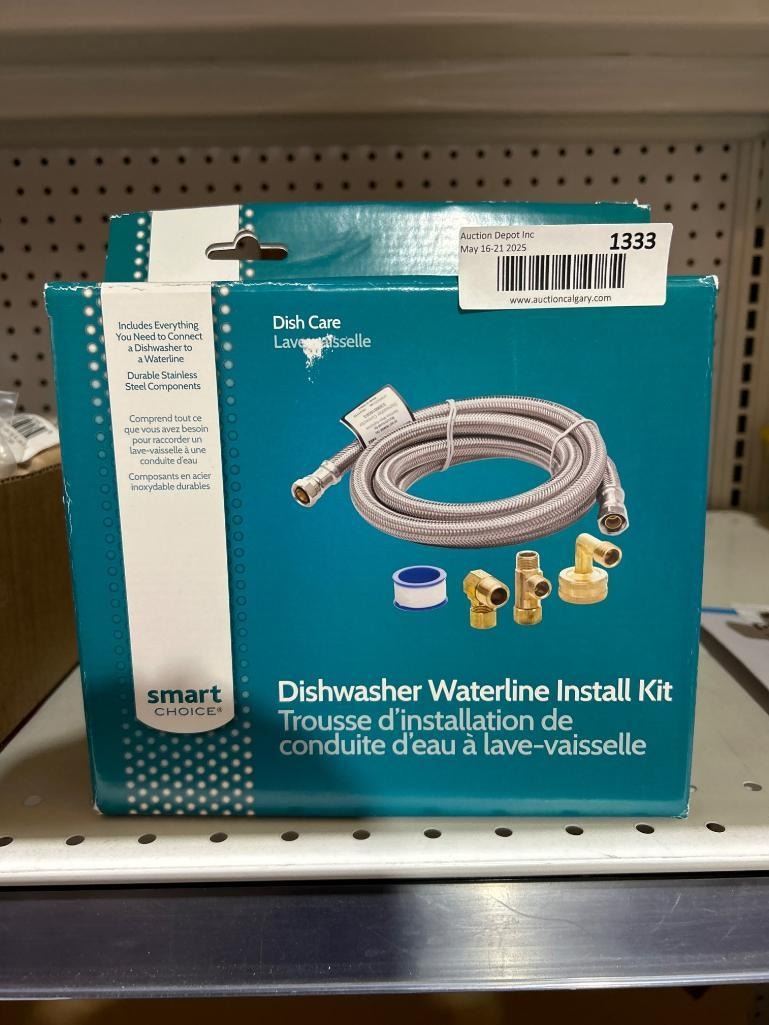 Auction Depot Inc
May 16-21 2025
1333
www.auctioncalgary.com
Includes Everything
You Need to Connect
a Dishwasher to
a Waterline
Durable Stainless
Steel Components
Comprend tout ce
que vous avez besoin
pour raccorder un
lave-vaisselle à une
conduite d'eau
Composants en acier
inoxydable durables
smart
CHOICE®
Dish Care
Lave-vaisselle
Dishwasher Waterline Install Kit
Trousse d'installation de
conduite d'eau à lave-vaisselle